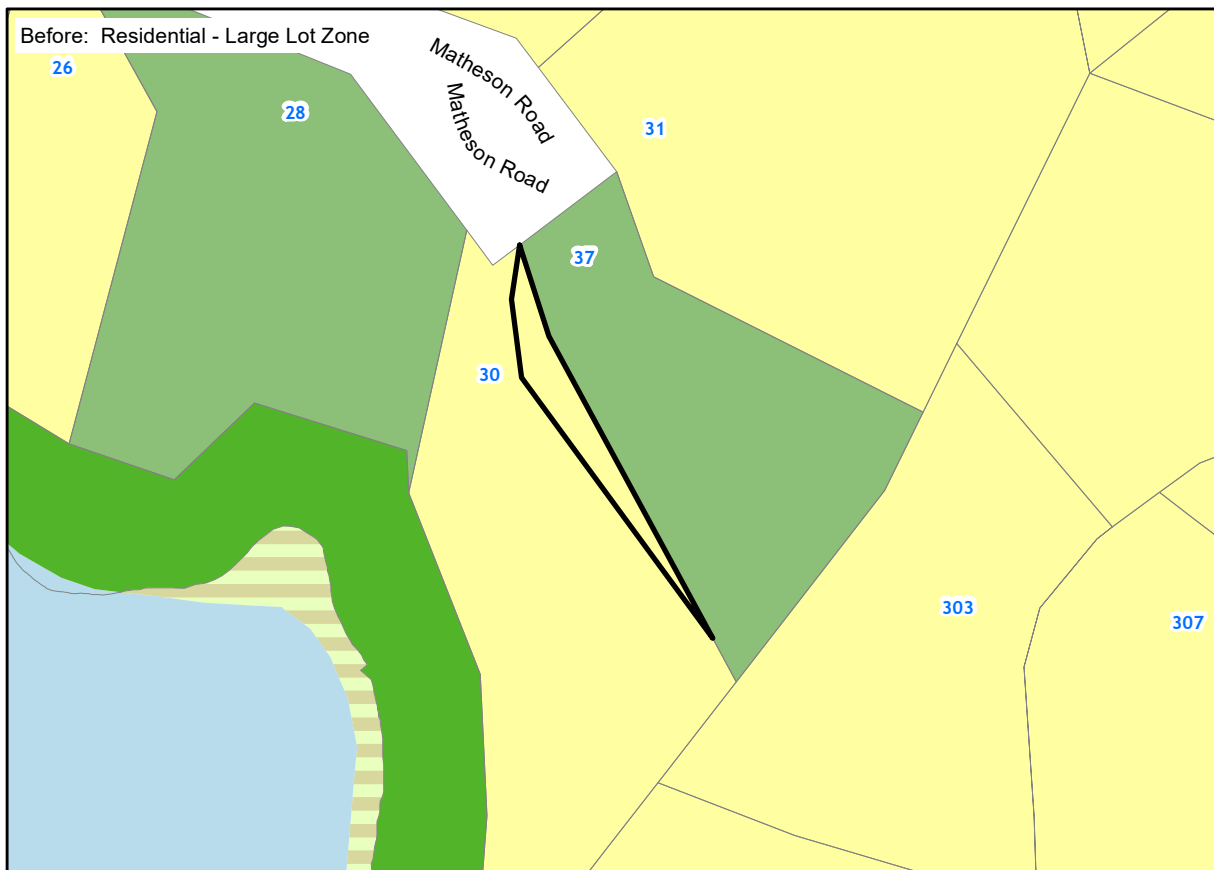 Before: Residential - Large Lot Zone
26
28
Matheson Road
Matheson Road
31
37
30
303
307